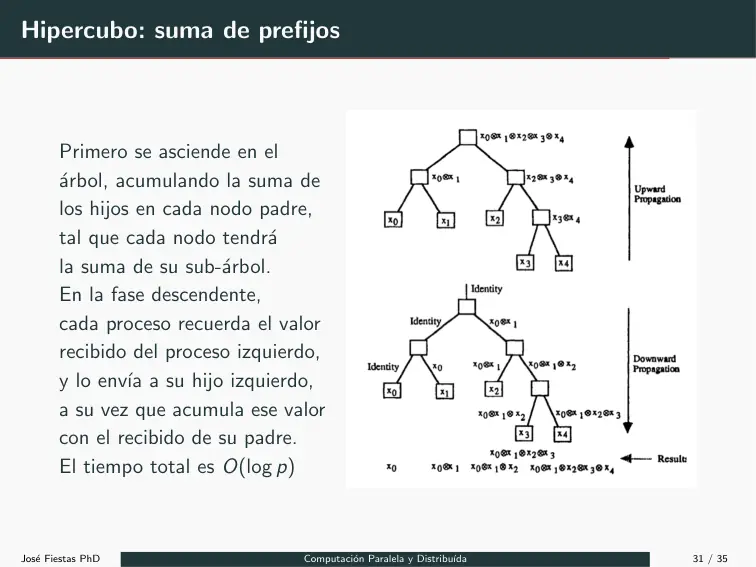 Hipercubo: suma de prefijos
Primero se asciende en el
árbol, acumulando la suma de
los hijos en cada nodo padre,
tal que cada nodo tendrá
la suma de su sub-árbol.
En la fase descendente,
cada proceso recuerda el valor
recibido del proceso izquierdo,
y lo envía a su hijo izquierdo,
a su vez que acumula ese valor
con el recibido de su padre.
El tiempo total es O(log p)
x0⊗x1⊗x2⊗x3⊗x4
x0⊗x1
x2⊗x3⊗x4
Upward
Propagation
x0
x1
x2
x3⊗x4
x3
x4
Identity
Identity
x0⊗x1
Identity
x0
x0⊗x1
x0⊗x1⊗x2
Downward
Propagation
x0
x1
x2
x0⊗x1⊗x2
x0⊗x1⊗x2⊗x3
x3
x4
x0⊗x1⊗x2⊗x3
Result
x0
x0⊗x1
x0⊗x1⊗x2
x0⊗x1⊗x2⊗x3⊗x4
José Fiestas PhD
Computación Paralela y Distribuída
31 / 35